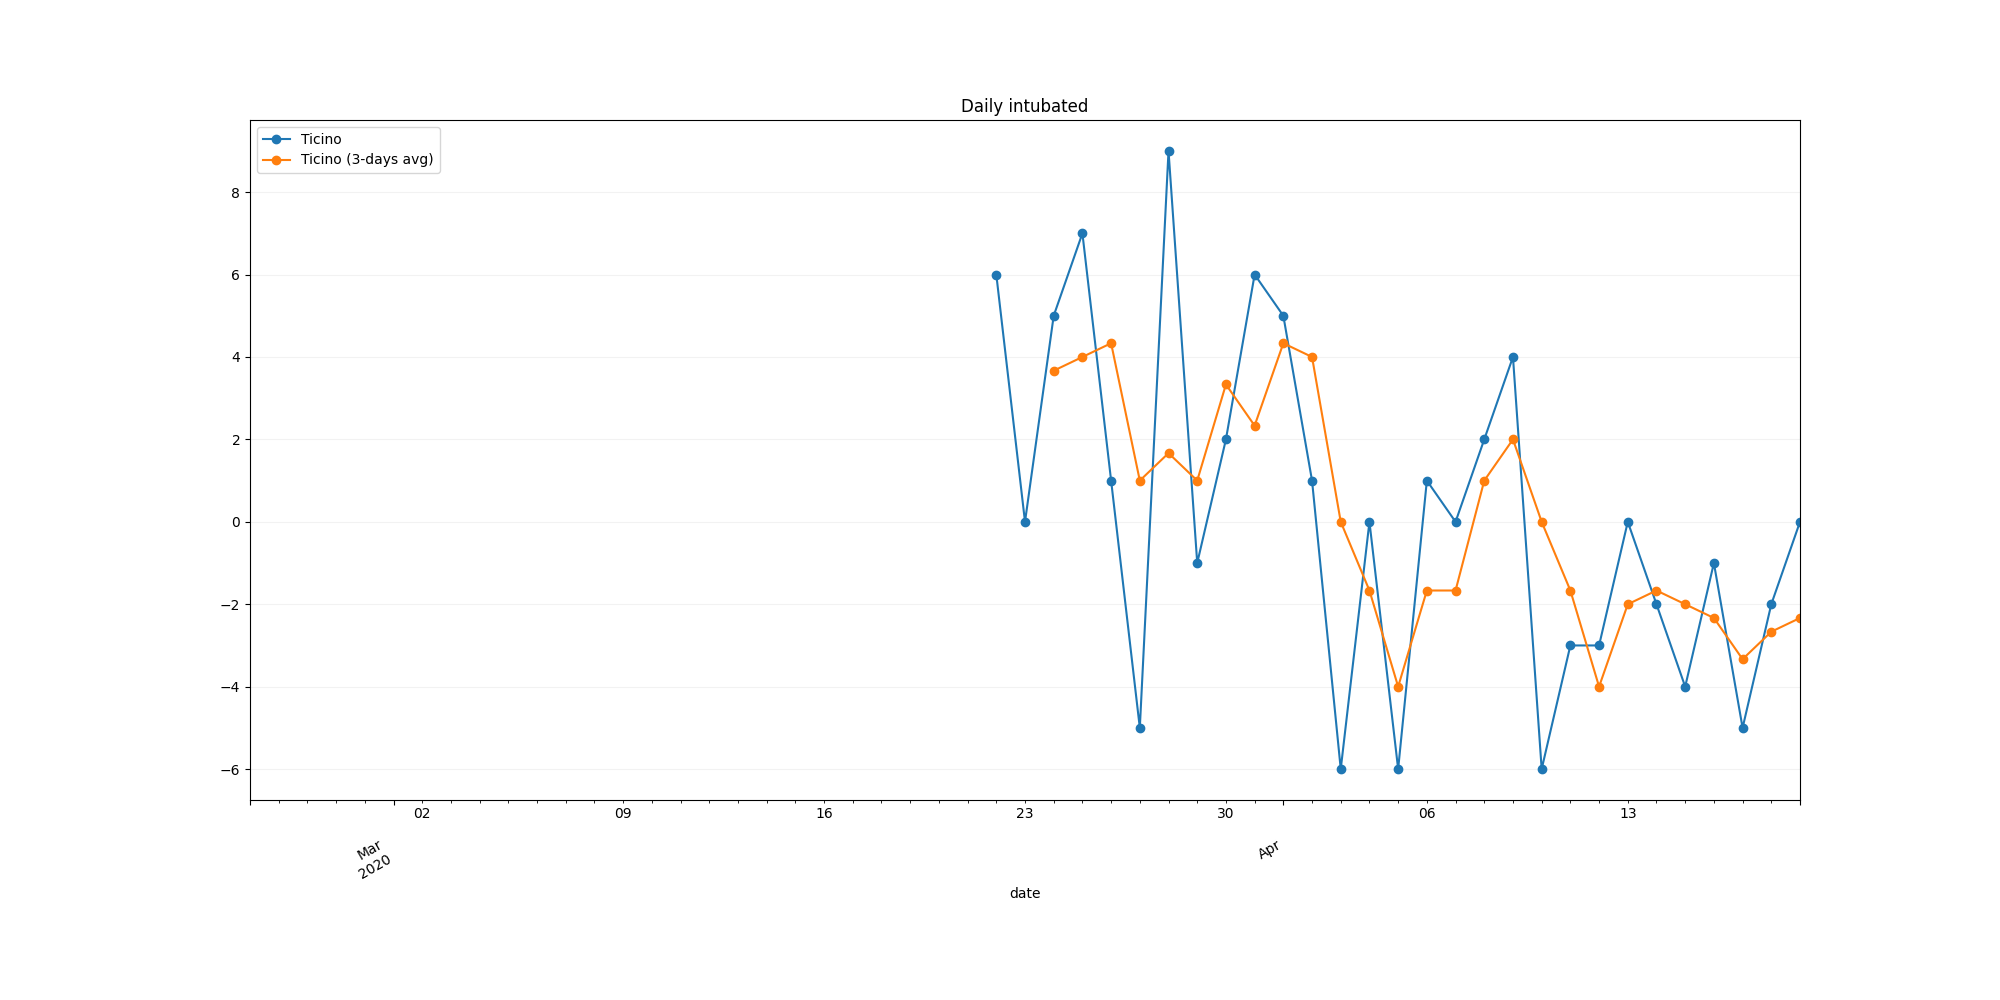 Daily intubated
Ticino
Ticino (3-days avg)
8
6
4
2
0
−2
−4
−6
02 09 16 23 30 06 13
Mar
2020
Apr
date